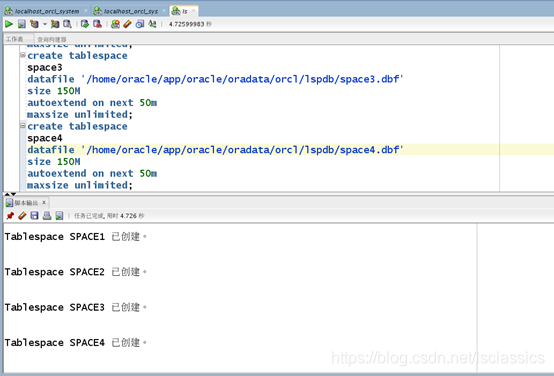 localhost_orcl_system
localhost_orcl_sys
ls
4.72599983 秒
工作表 查询构建器
maxsize unlimited;
create tablespace
space3
datafile '/home/oracle/app/oracle/oradata/orcl/lspdb/space3.dbf'
size 150M
autoextend on next 50m
maxsize unlimited;
create tablespace
space4
datafile '/home/oracle/app/oracle/oradata/orcl/lspdb/space4.dbf'
size 150M
autoextend on next 50m
maxsize unlimited;
脚本输出 x
任务已完成, 用时 4.726 秒
Tablespace SPACE1 已创建。
Tablespace SPACE2 已创建。
Tablespace SPACE3 已创建。
Tablespace SPACE4 已创建。
https://blog.csdn.net/lsclassics